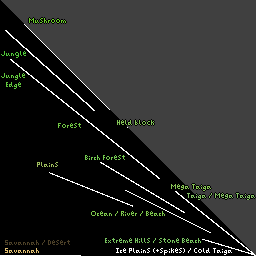 Mushroom
Jungle
Jungle
Edge
Held block
Forest
Birch Forest
Plains
Mega Taiga
Taiga / Mega Taiga
Ocean / River / Beach
Extreme Hills / Stone Beach
Savannah / Desert
Ice Plains (+Spikes) / Cold Taiga
Savannah